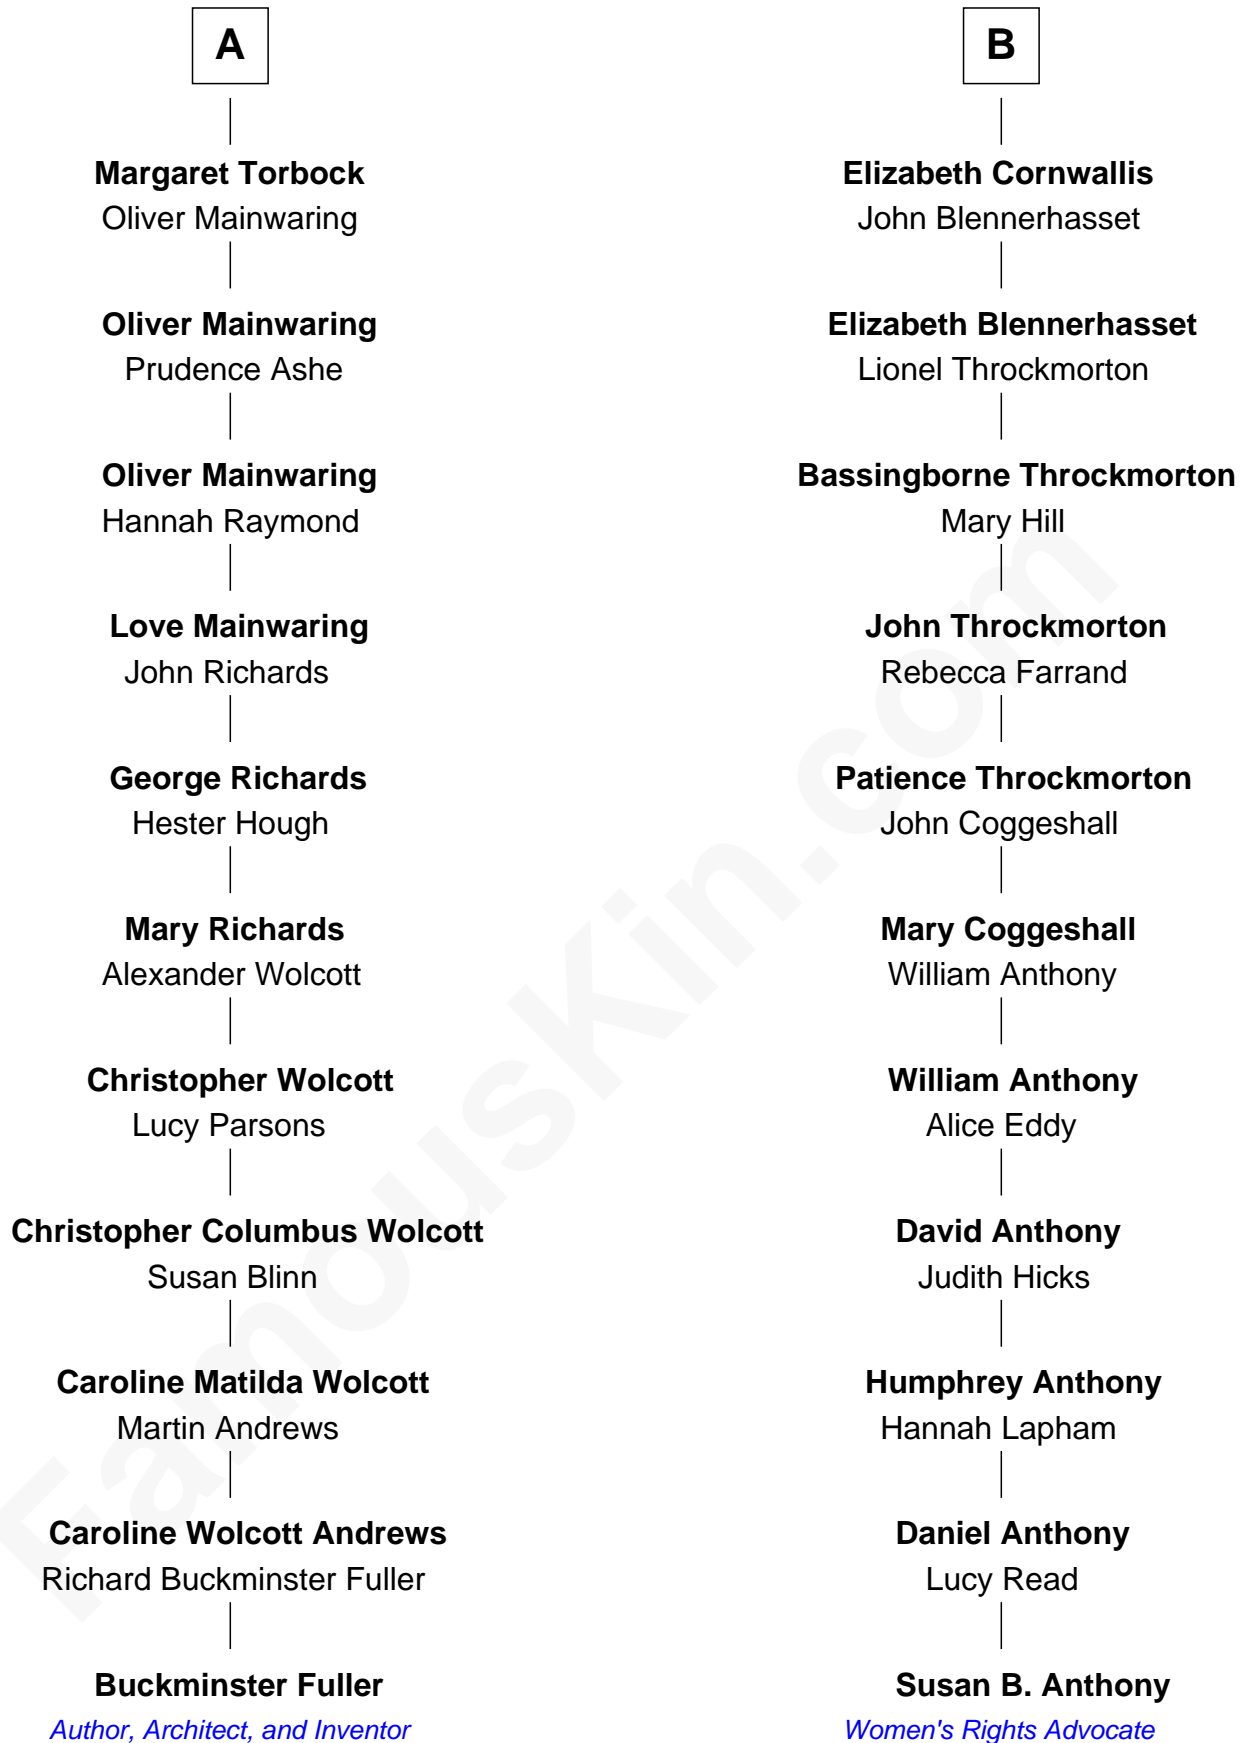 A
Margaret Torbock
Oliver Mainwaring
Oliver Mainwaring
Prudence Ashe
Oliver Mainwaring
Hannah Raymond
Love Mainwaring
John Richards
George Richards
Hester Hough
Mary Richards
Alexander Wolcott
Christopher Wolcott
Lucy Parsons
Christopher Columbus Wolcott
Susan Blinn
Caroline Matilda Wolcott
Martin Andrews
Caroline Wolcott Andrews
Richard Buckminster Fuller
Buckminster Fuller
Author, Architect, and Inventor
B
Elizabeth Cornwallis
John Blennerhasset
Elizabeth Blennerhasset
Lionel Throckmorton
Bassingborne Throckmorton
Mary Hill
John Throckmorton
Rebecca Farrand
Patience Throckmorton
John Coggeshall
Mary Coggeshall
William Anthony
William Anthony
Alice Eddy
David Anthony
Judith Hicks
Humphrey Anthony
Hannah Lapham
Daniel Anthony
Lucy Read
Susan B. Anthony
Women's Rights Advocate
FamousKin.com